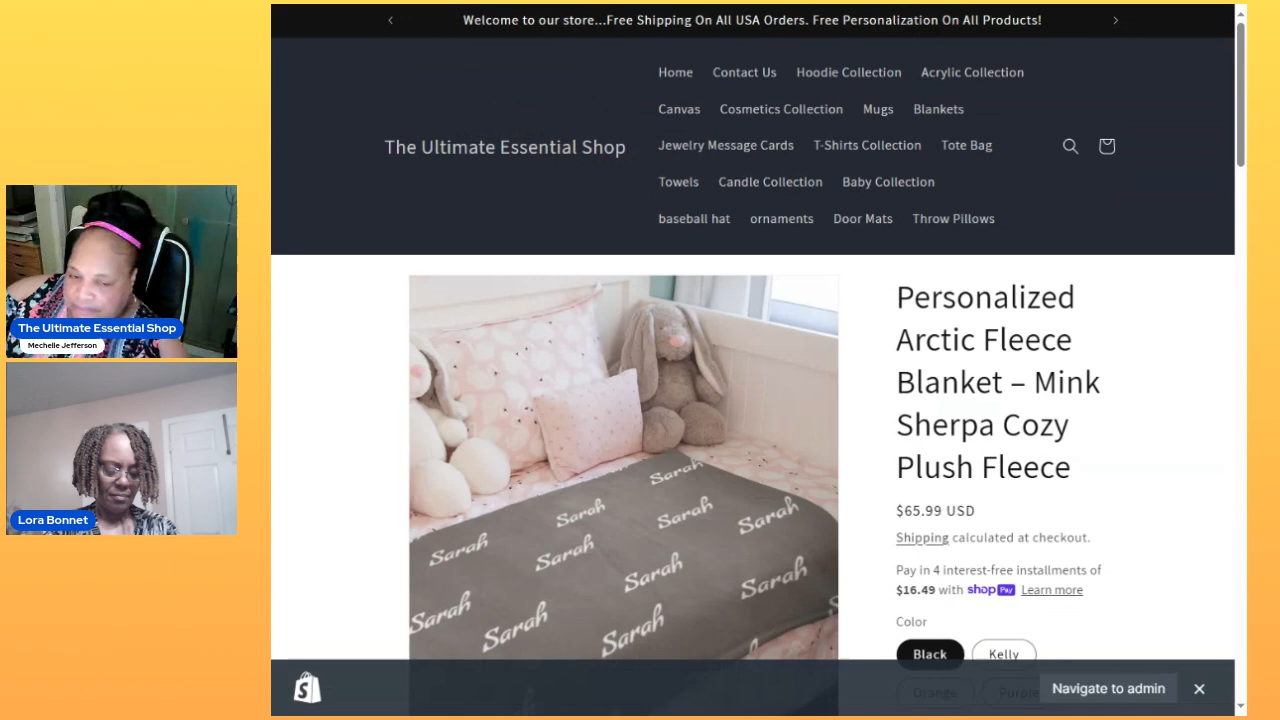 Welcome to our store...Free Shipping On All USA Orders. Free Personalization On All Products!
Home Contact Us Hoodie Collection Acrylic Collection
Canvas Cosmetics Collection Mugs Blankets
The Ultimate Essential Shop
Jewelry Message Cards T-Shirts Collection Tote Bag
Towels Candle Collection Baby Collection
baseball hat ornaments Door Mats Throw Pillows
The Ultimate Essential Shop
Mechelle Jefferson
Lora Bonnet
Sarah
Sarah
Sarah
Sarah
Sarah
Sarah
Sarah
Sarah
Sarah
Sarah
Sarah
Personalized
Arctic Fleece
Blanket – Mink
Sherpa Cozy
Plush Fleece
$65.99 USD
Shipping calculated at checkout.
Pay in 4 interest-free installments of
$16.49 with shop Pay Learn more
Color
Black Kelly
Orange Purple
Navigate to admin